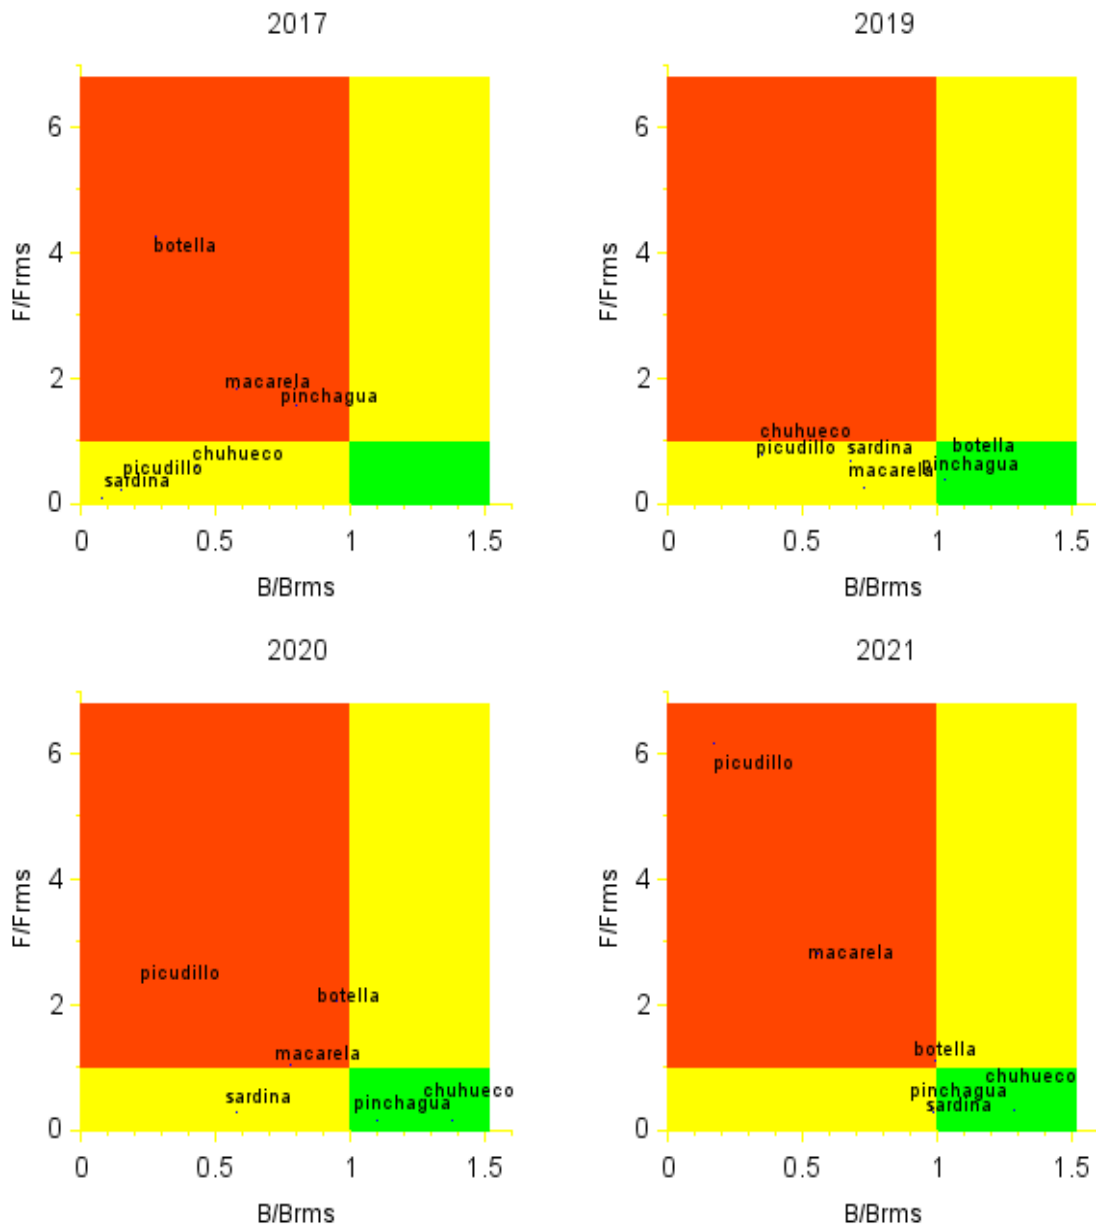 2017
6
4
2
0
F/Frms
botella
macarela
pinchagua
chuhueco
picudillo
sardina
0 0.5 1 1.5
B/Brms
2019
6
4
2
0
F/Frms
chuhueco
picudillo sardina botella
macarela pinchagua
0 0.5 1 1.5
B/Brms
2020
6
4
2
0
F/Frms
picudillo
botella
macarela
sardina
chuhueco
pinchagua
0 0.5 1 1.5
B/Brms
2021
6
4
2
0
F/Frms
picudillo
macarela
botella
chuhueco
pinchagua
sardina
0 0.5 1 1.5
B/Brms